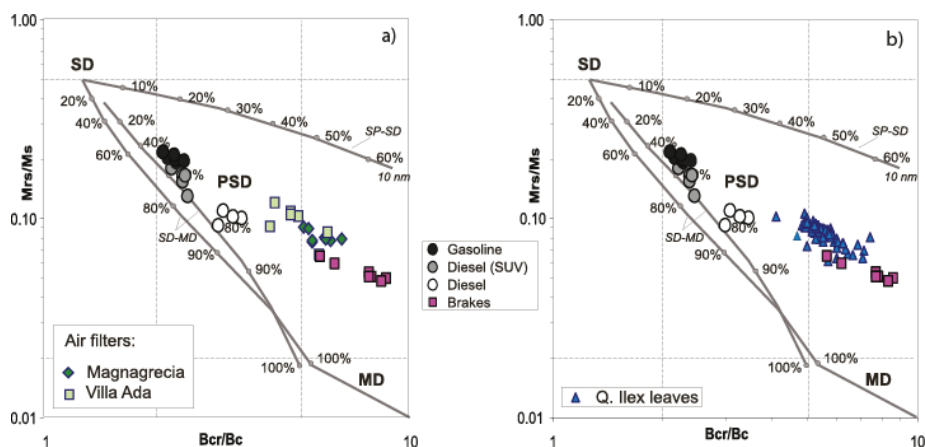 1.00
a)
SD
10%
20%
20%
30%
40%
20%
40%
50%
SP-SD
40%
60%
60%
10 nm
%
PSD
Mrs/Ms
0.10
80%
SD-MD
90%
90%
Air filters:
Magnagrecia
Villa Ada
100%
100%
MD
0.01
1
Bcr/Bc
10
Gasoline
Diesel (SUV)
Diesel
Brakes
1.00
b)
SD
10%
20%
20%
30%
40%
20%
40%
50%
SP-SD
40%
60%
60%
10 nm
%
PSD
Mrs/Ms
0.10
80%
80%
SD-MD
90%
90%
100%
100%
Q. Ilex leaves
MD
0.01
1
Bcr/Bc
10